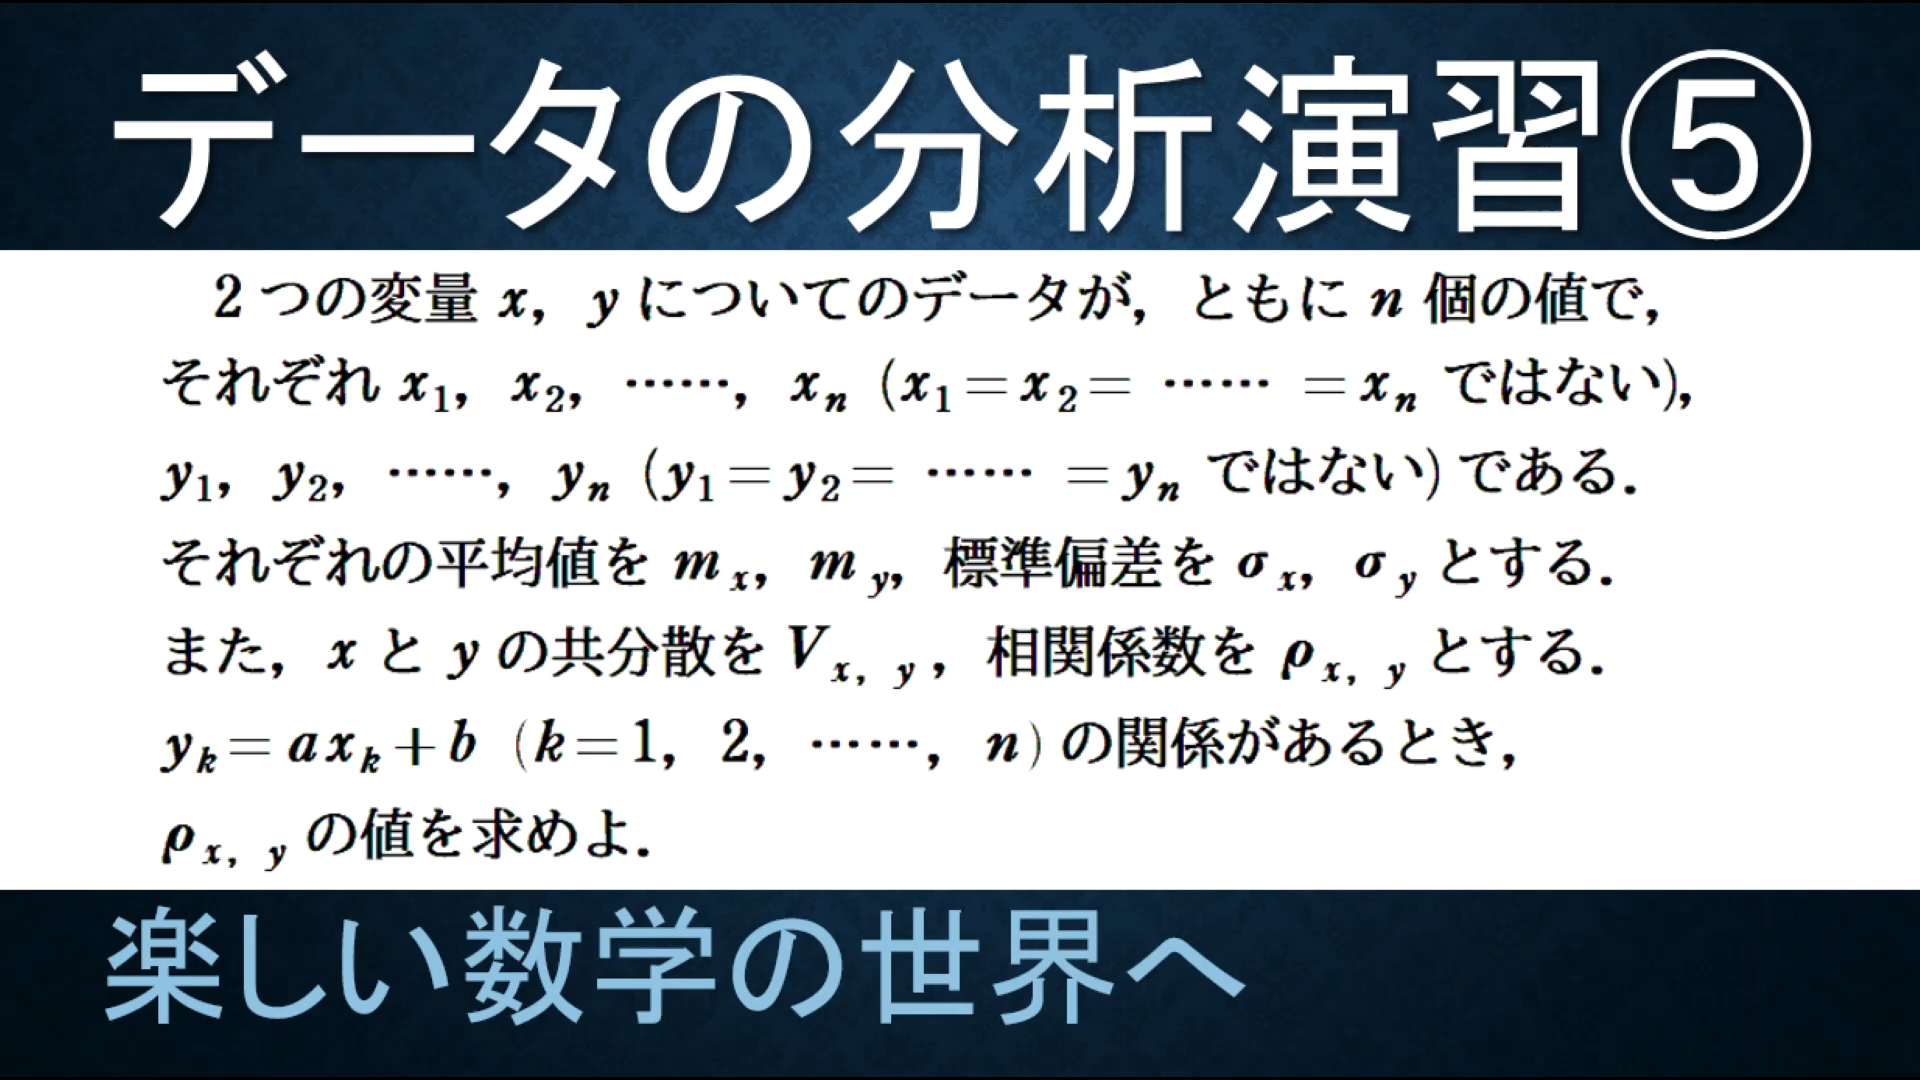 データの分析演習⑤
2つの変量 x, y についてのデータが, ともに n 個の値で,
それぞれ x₁, x₂, ……, xₙ (x₁=x₂= …… =xₙ ではない),
y₁, y₂, ……, yₙ (y₁=y₂= …… =yₙ ではない) である.
それぞれの平均値を m_x, m_y, 標準偏差を σ_x, σ_y とする.
また, x と y の共分散を V_{x, y}, 相関係数を ρ_{x, y} とする.
y_k=ax_k+b (k=1, 2, ……, n) の関係があるとき,
ρ_{x, y} の値を求めよ.
楽しい数学の世界へ